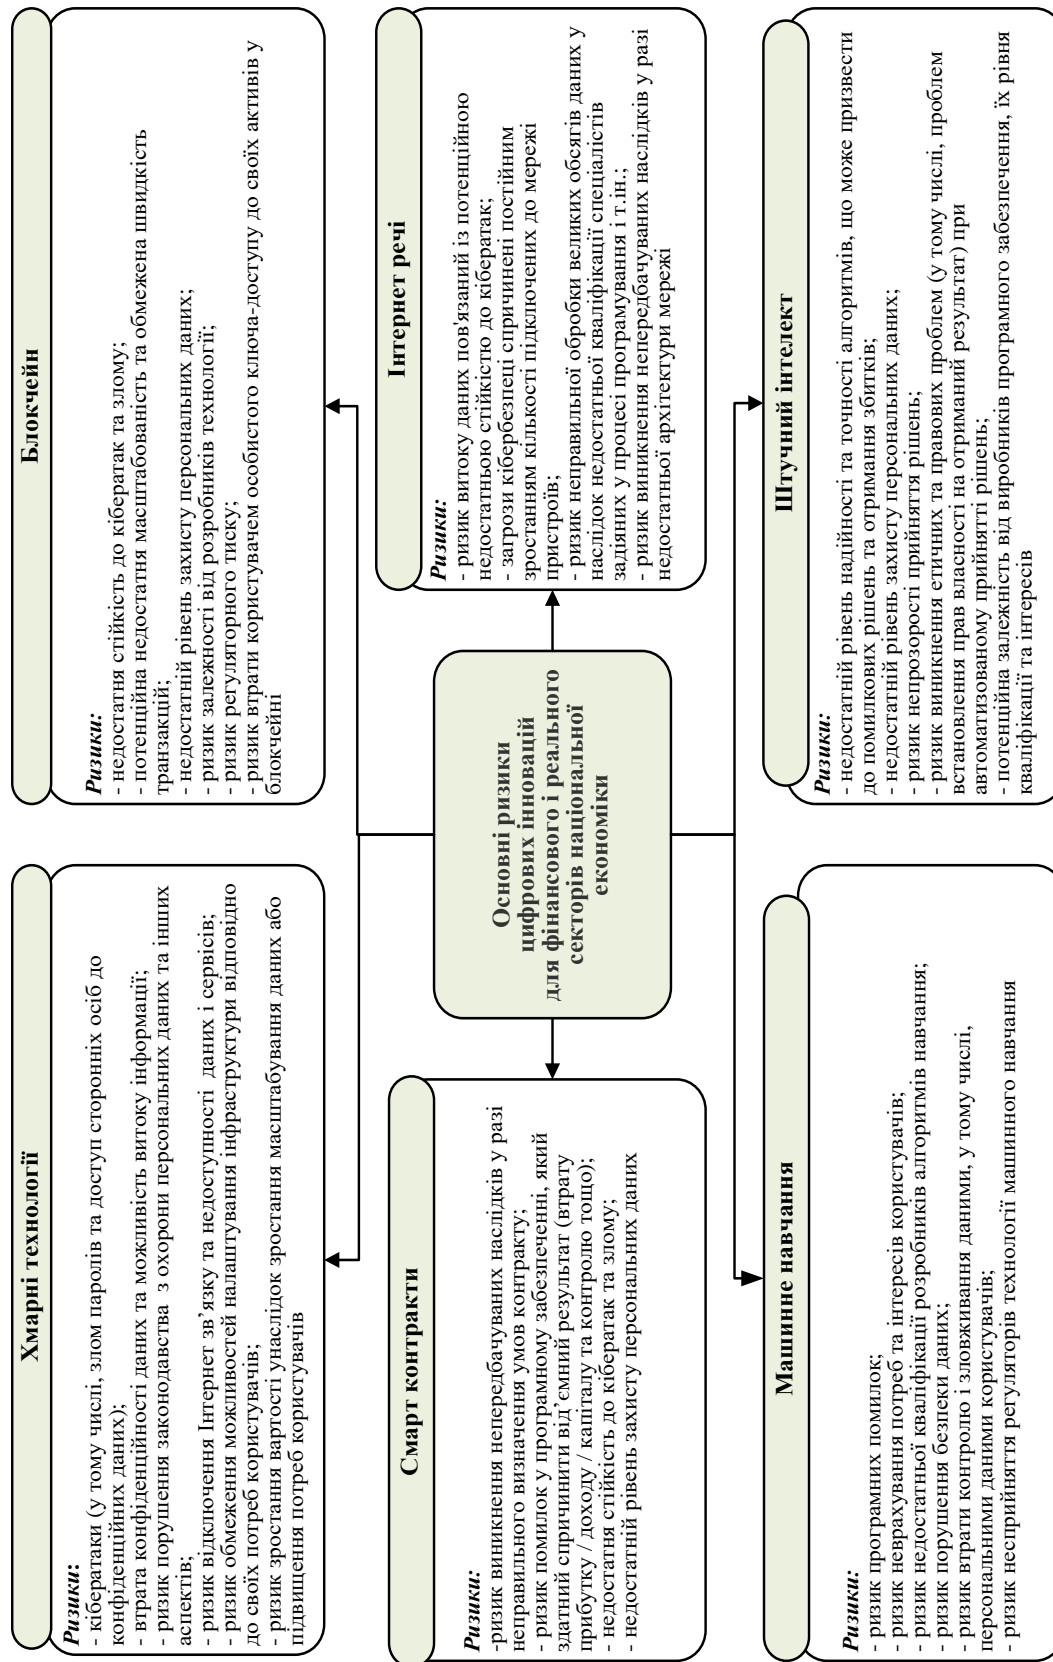 Хмарні технології
Ризики:
- кібератаки (у тому числі, злом паролів та доступ сторонніх осіб до
конфіденційних даних);
- втрата конфіденційності даних та можливість витоку інформації;
- ризик порушення законодавства з охорони персональних даних та інших
аспектів;
- ризик відключення Інтернет зв’язку та недоступності даних і сервісів;
- ризик обмеження можливостей налаштування інфраструктури відповідно
до своїх потреб користувачів;
- ризик зростання вартості унаслідок зростання масштабування даних або
підвищення потреб користувачів
Блокчейн
Ризики:
- недостатня стійкість до кібератак та злому;
- потенційна недостатня масштабованість та обмежена швидкість
транзакцій;
- недостатній рівень захисту персональних даних;
- ризик залежності від розробників технології;
- ризик регуляторного тиску;
- ризик втрати користувачем особистого ключа-доступу до своїх активів у
блокчейні
Смарт контракти
Ризики:
-ризик виникнення непередбачуваних наслідків у разі
неправильного визначення умов контракту;
- ризик помилок у програмному забезпеченні, який
здатний спричинити від’ємний результат (втрату
прибутку / доходу / капіталу та контролю тощо);
- недостатня стійкість до кібератак та злому;
- недостатній рівень захисту персональних даних
Основні ризики
цифрових інновацій
для фінансового і реального
секторів національної
економіки
Інтернет речі
Ризики:
- ризик витоку даних пов'язаний із потенційною
недостатньою стійкістю до кібератак;
- загрози кібербезпеці спричинені постійним
зростанням кількості підключених до мережі
пристроїв;
- ризик неправильної обробки великих обсягів даних у
наслідок недостатньої кваліфікації спеціалістів
задіяних у процесі програмування і т.ін.;
- ризик виникнення непередбачуваних наслідків у разі
недостатньої архітектури мережі
Машинне навчання
Ризики:
- ризик програмних помилок;
- ризик неврахування потреб та інтересів користувачів;
- ризик недостатньої кваліфікації розробників алгоритмів навчання;
- ризик порушення безпеки даних;
- ризик втрати контролю і зловживання даними, у тому числі,
персональними даними користувачів;
- ризик несприйняття регуляторів технології машинного навчання
Штучний інтелект
Ризики:
- недостатній рівень надійності та точності алгоритмів, що може призвести
до помилкових рішень та отримання збитків;
- недостатній рівень захисту персональних даних;
- ризик непрозорості прийняття рішень;
- ризик виникнення етичних та правових проблем (у тому числі, проблем
встановлення прав власності на отриманий результат) при
автоматизованому прийнятті рішень;
- потенційна залежність від виробників програмного забезпечення, їх рівня
кваліфікації та інтересів